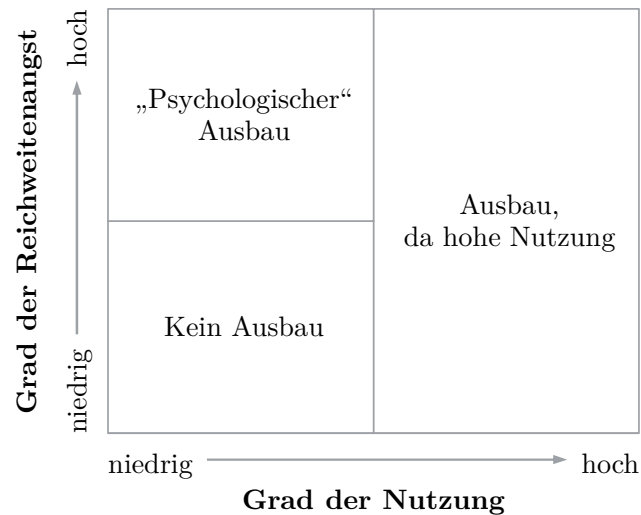 Grad der Reichweitenangst
hoch
niedrig
„Psychologischer“
Ausbau
Ausbau,
da hohe Nutzung
Kein Ausbau
niedrig
hoch
Grad der Nutzung